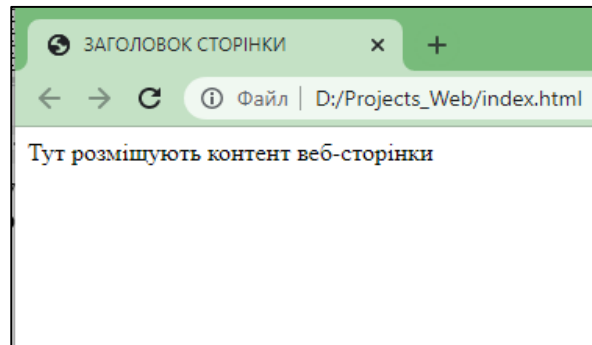 ЗАГОЛОВОК СТОРІНКИ
Файл | D:/Projects_Web/index.html
Тут розміщують контент веб-сторінки